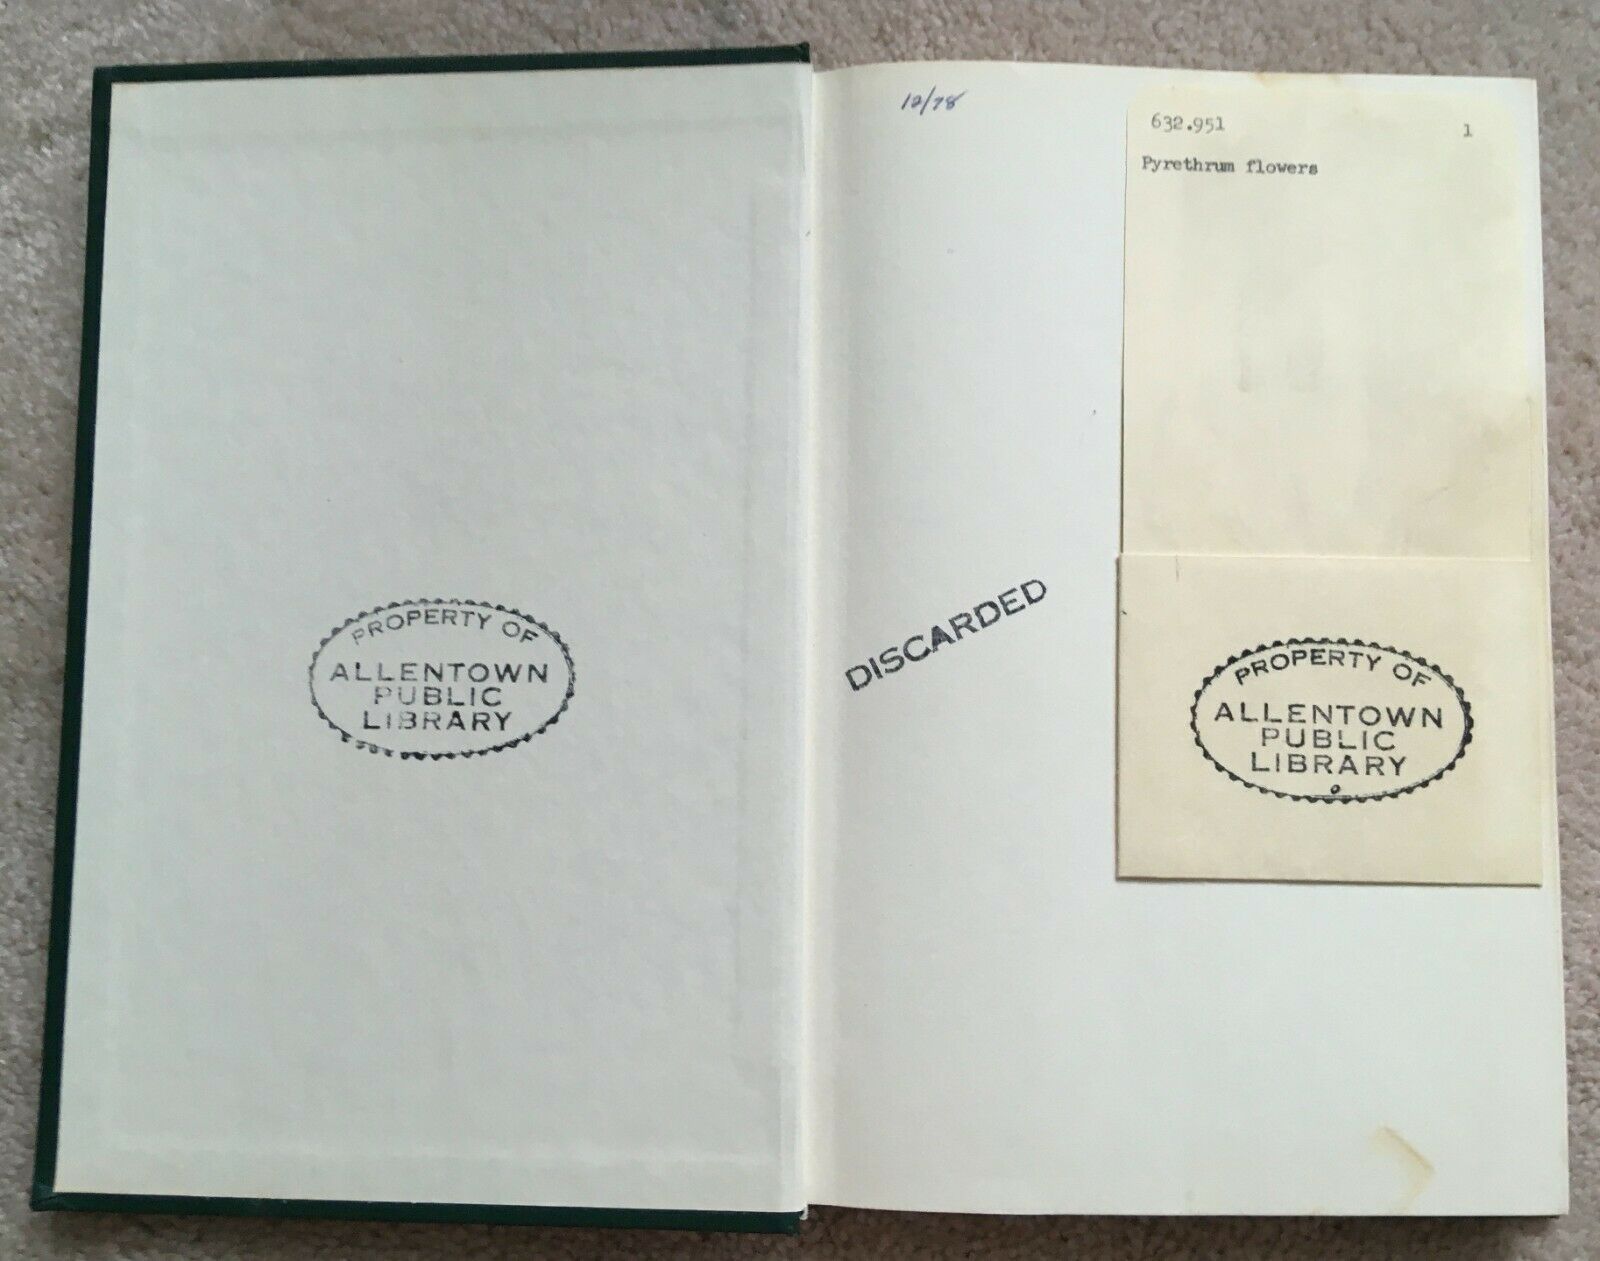 PROPERTY OF
ALLENTOWN
PUBLIC
LIBRARY
12/78
DISCARDED
632.951 1
Pyrethrum flowers
PROPERTY OF
ALLENTOWN
PUBLIC
LIBRARY